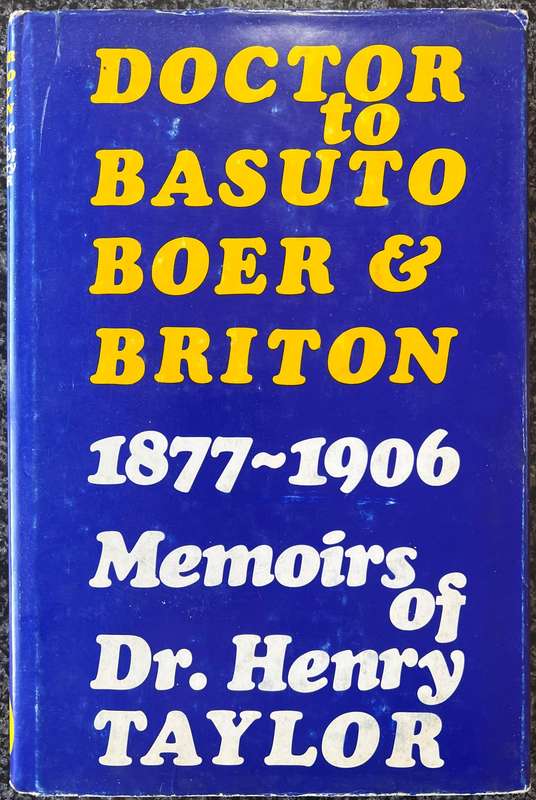 DOCTOR
to
BASUTO
BOER &
BRITON
1877~1906
Memoirs
of
Dr. Henry
TAYLOR